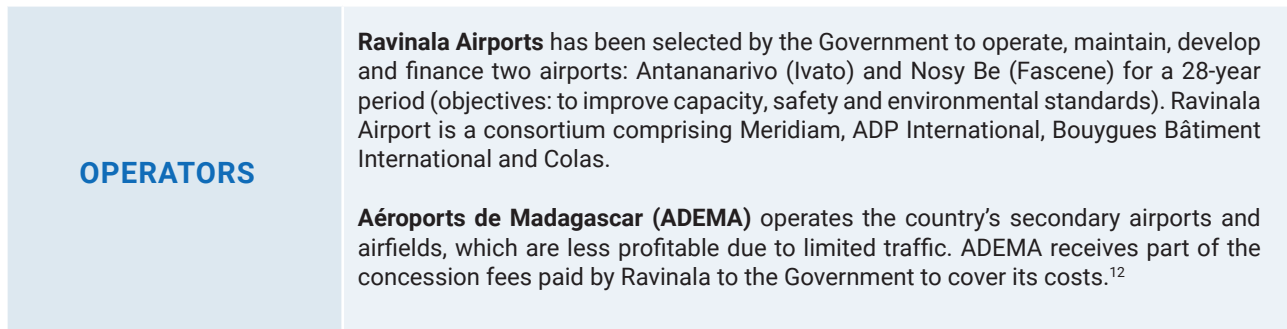 OPERATORS
Ravinala Airports has been selected by the Government to operate, maintain, develop
and finance two airports: Antananarivo (Ivato) and Nosy Be (Fascene) for a 28-year
period (objectives: to improve capacity, safety and environmental standards). Ravinala
Airport is a consortium comprising Meridiam, ADP International, Bouygues Bâtiment
International and Colas.
Aéroports de Madagascar (ADEMA) operates the country's secondary airports and
airfields, which are less profitable due to limited traffic. ADEMA receives part of the
concession fees paid by Ravinala to the Government to cover its costs.12